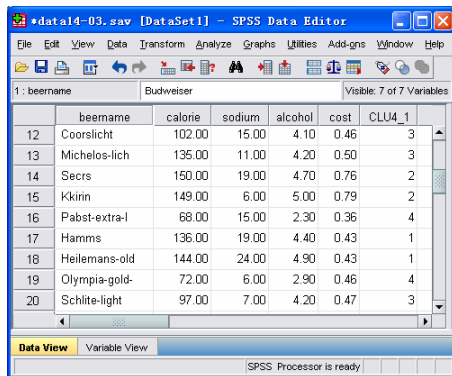 *data14-03.sav [DataSet1] - SPSS Data Editor
File Edit View Data Transform Analyze Graphs Utilities Add-ons Window Help
1 : beername Budweiser Visible: 7 of 7 Variables
beername calorie sodium alcohol cost CLU4_1
12 Coorslicht 102.00 15.00 4.10 0.46 3
13 Michelos-lich 135.00 11.00 4.20 0.50 3
14 Secrs 150.00 19.00 4.70 0.76 2
15 Kkirin 149.00 6.00 5.00 0.79 2
16 Pabst-extra-l 68.00 15.00 2.30 0.36 4
17 Hamms 136.00 19.00 4.40 0.43 1
18 Heilemans-old 144.00 24.00 4.90 0.43 1
19 Olympia-gold- 72.00 6.00 2.90 0.46 4
20 Schlite-light 97.00 7.00 4.20 0.47 3
Data View Variable View
SPSS Processor is ready